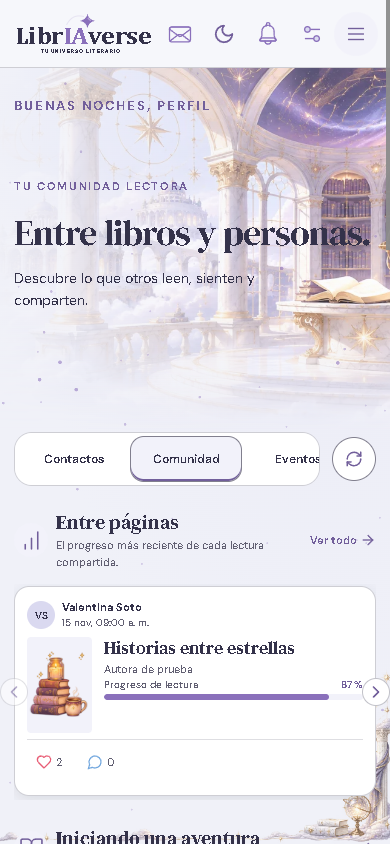 LibrIAverse
TU UNIVERSO LITERARIO
BUENAS NOCHES, PERFIL
TU COMUNIDAD LECTORA
Entre libros y personas.
Descubre lo que otros leen, sienten y
comparten.
Contactos
Comunidad
Eventos
Entre páginas
El progreso más reciente de cada lectura
compartida.
Ver todo
VS
Valentina Soto
15 nov, 09:00 a. m.
Historias entre estrellas
Autora de prueba
Progreso de lectura
87%
2
0
Iniciando una aventura